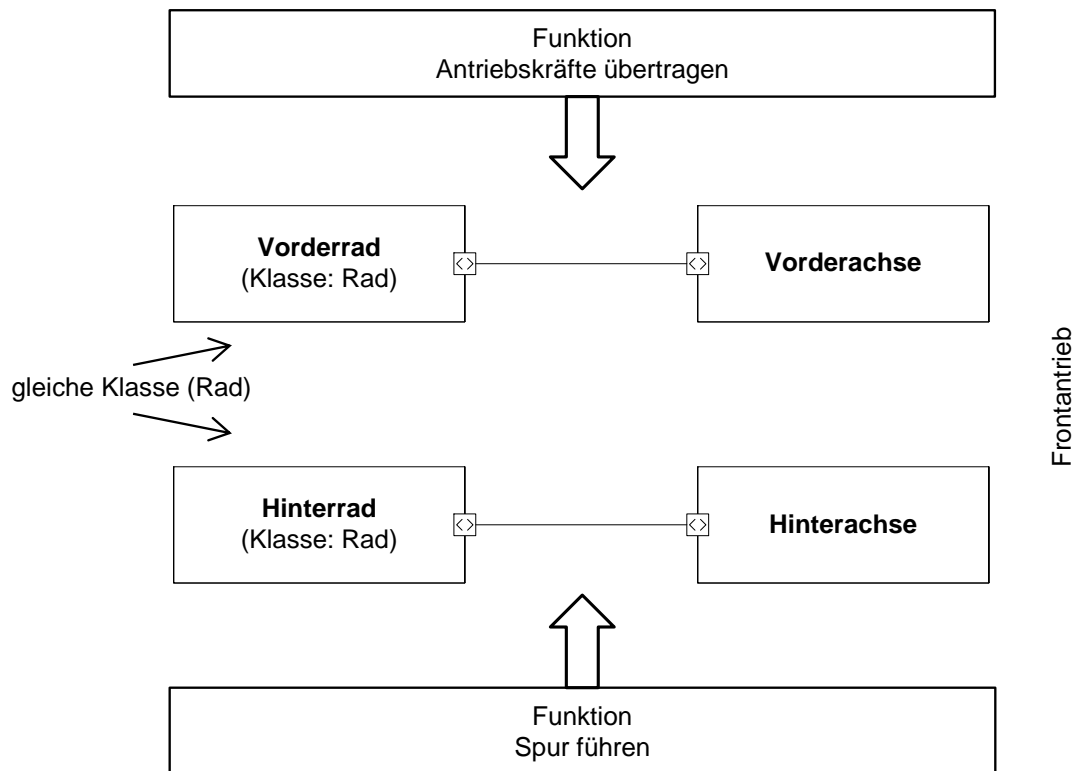 Funktion
Antriebskräfte übertragen
Vorderrad
(Klasse: Rad)
Vorderachse
gleiche Klasse (Rad)
Frontantrieb
Hinterrad
(Klasse: Rad)
Hinterachse
Funktion
Spur führen